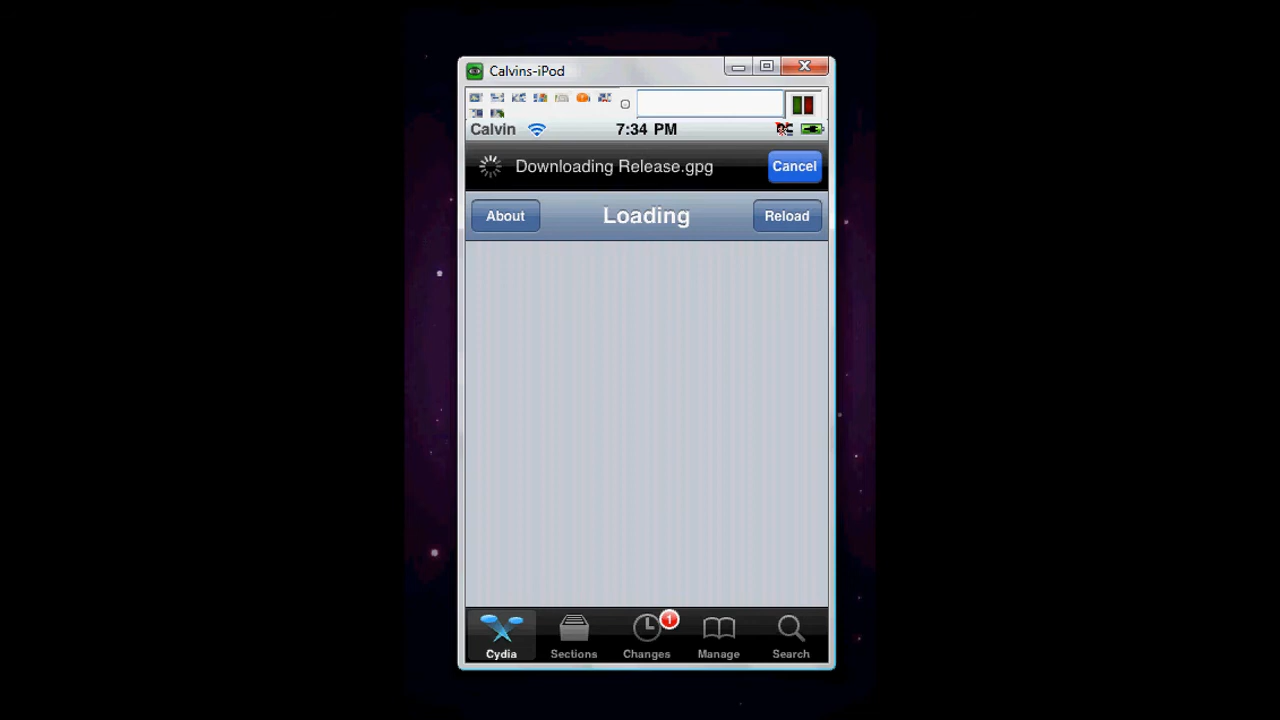 Calvins-iPod
Calvin 7:34 PM
Downloading Release.gpg Cancel
About Loading Reload
1
Cydia Sections Changes Manage Search